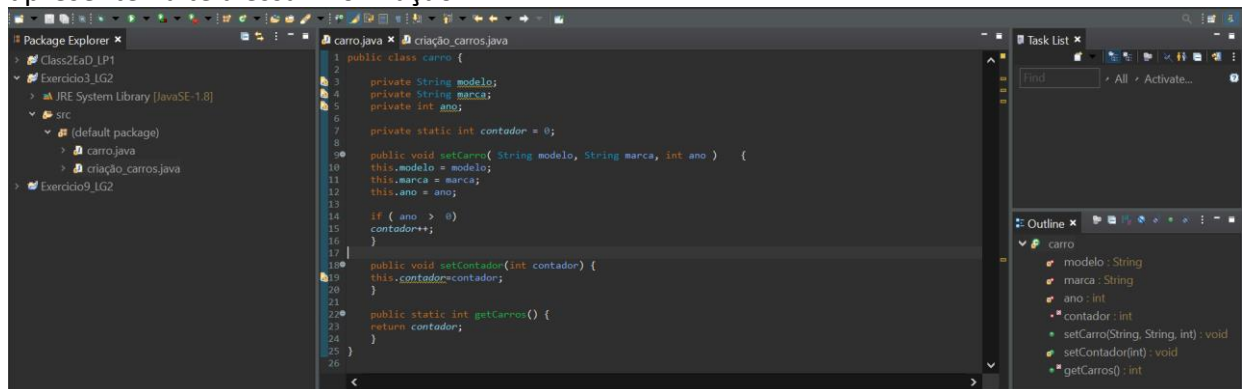 Package Explorer
Class2EaD_LP1
Exercicio3_LG2
JRE System Library [JavaSE-1.8]
src
(default package)
carro.java
criação_carros.java
Exercicio9_LG2
carro.java
criação_carros.java
1 public class carro {
2
3 private String modelo;
4 private String marca;
5 private int ano;
6
7 private static int contador = 0;
8
9 public void setCarro( String modelo, String marca, int ano ) {
10 this.modelo = modelo;
11 this.marca = marca;
12 this.ano = ano;
13
14 if ( ano > 0)
15 contador++;
16 }
17
18 public void setContador(int contador) {
19 this.contador=contador;
20 }
21
22 public static int getCarros() {
23 return contador;
24 }
25 }
26
Task List
Find
All
Activate...
Outline
carro
modelo : String
marca : String
ano : int
contador : int
setCarro(String, String, int) : void
setContador(int) : void
getCarros() : int